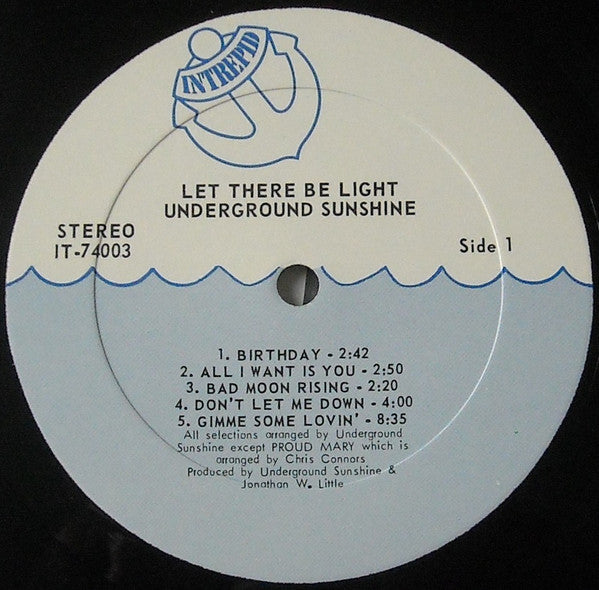 INTREPID
LET THERE BE LIGHT
UNDERGROUND SUNSHINE
STEREO
IT-74003
Side 1
1. BIRTHDAY - 2:42
2. ALL I WANT IS YOU - 2:50
3. BAD MOON RISING - 2:20
4. DON'T LET ME DOWN - 4:00
5. GIMME SOME LOVIN' - 8:35
All selections arranged by Underground
Sunshine except PROUD MARY which is
arranged by Chris Connors
Produced by Underground Sunshine &
Jonathan W. Little